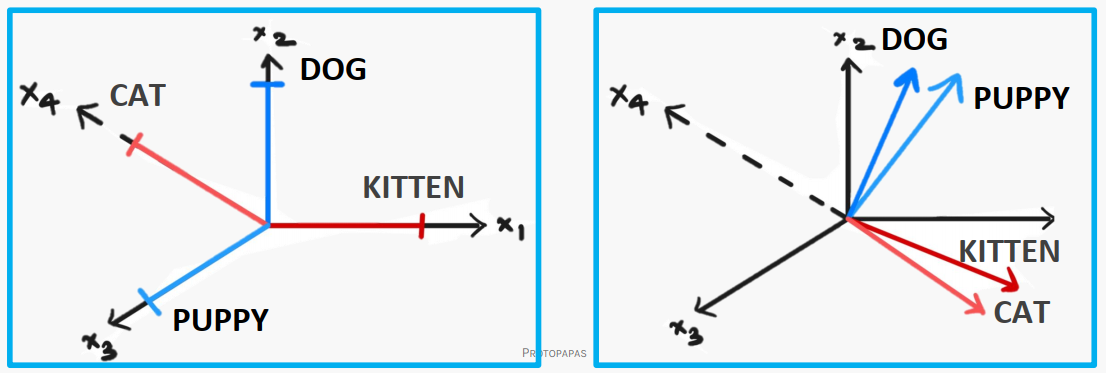 x2
DOG
CAT
x4
KITTEN
x1
PUPPY
x3
x2
DOG
x4
PUPPY
KITTEN
CAT
x3
PROTOPAPAS